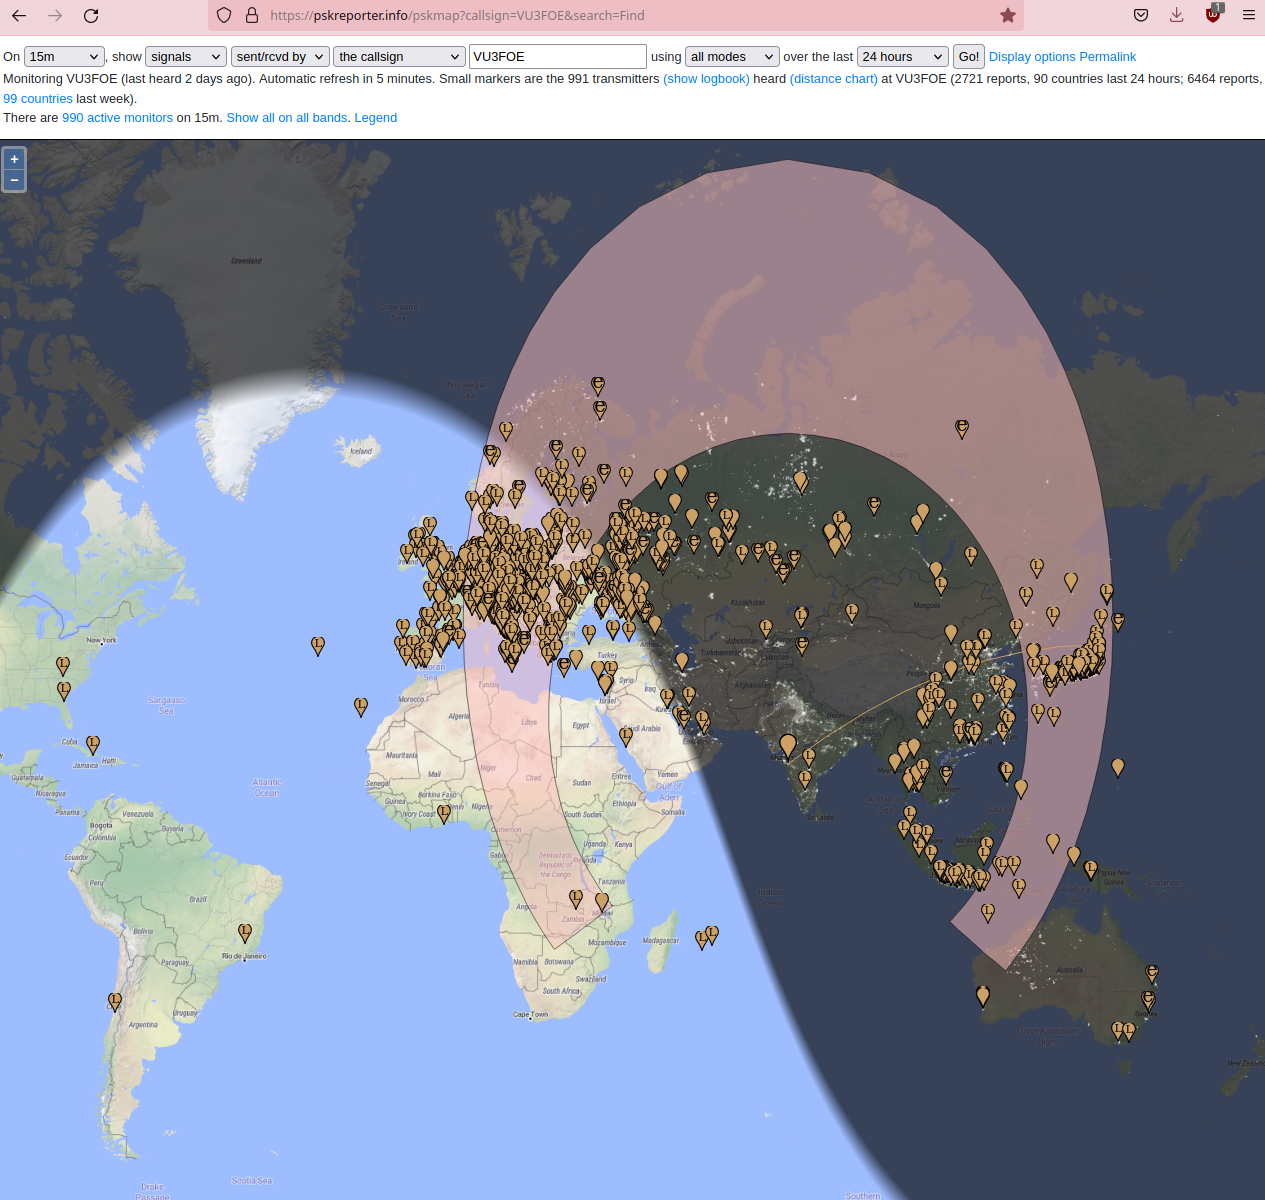 https://pskreporter.info/pskmap?callsign=VU3FOE&search=Find
1
On 15m , show signals sent/rcvd by the callsign VU3FOE using all modes over the last 24 hours Go! Display options Permalink
Monitoring VU3FOE (last heard 2 days ago). Automatic refresh in 5 minutes. Small markers are the 991 transmitters (show logbook) heard (distance chart) at VU3FOE (2721 reports, 90 countries last 24 hours; 6464 reports,
99 countries last week).
There are 990 active monitors on 15m. Show all on all bands. Legend
+
−
Greenland
Greenland
Sea
Norwegian
Sea
Iceland
Russia
Kazakhstan
Mongolia
New York
Turkey
Syria
Iraq
Israel
Afghanistan
Sargasso
Sea
Morocco
Tunisia
Algeria
Libya
Egypt
Saudi Arabia
Cuba
Haiti
Jamaica
Mauritania
Mali
Niger
Chad
Sudan
Eritrea
Yemen
Gulf of
Aden
Atlantic
Ocean
Guatemala
Nicaragua
Senegal
Guinea
Burkina Faso
Benin
Nigeria
Ivory Coast
Ethiopia
South Sudan
Somalia
Vietnam
Sri Lanka
Panama
Venezuela
Bogota
Colombia
Guyana
Cameroon
Uganda
Kenya
Ecuador
Gabon
Democratic
Republic of
the Congo
Tanzania
Peru
Brazil
Angola
Zambia
Indian
Ocean
Papua New
Guinea
Solomon
Sea
Arafura
Sea
Bolivia
Rio de Janeiro
Paraguay
Mozambique
Madagascar
Namibia
Botswana
Swaziland
South Africa
Australia
Uruguay
Argentina
Cape Town
Sydney
Great Australian
Bight
New Zealand
Drake
Passage
Scotia Sea
Southern